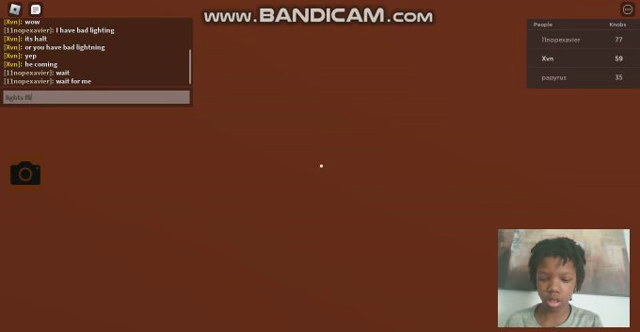 www.BANDICAM.com
[Xvn]: wow
[11nopexavier]: I have bad lighting
[Xvn]: its halt
[Xvn]: or you have bad lightning
[Xvn]: yep
[Xvn]: he coming
[11nopexavier]: wait
[11nopexavier]: wait for me
People Knobs
11nopexavier 77
Xvn 59
papyrus 35